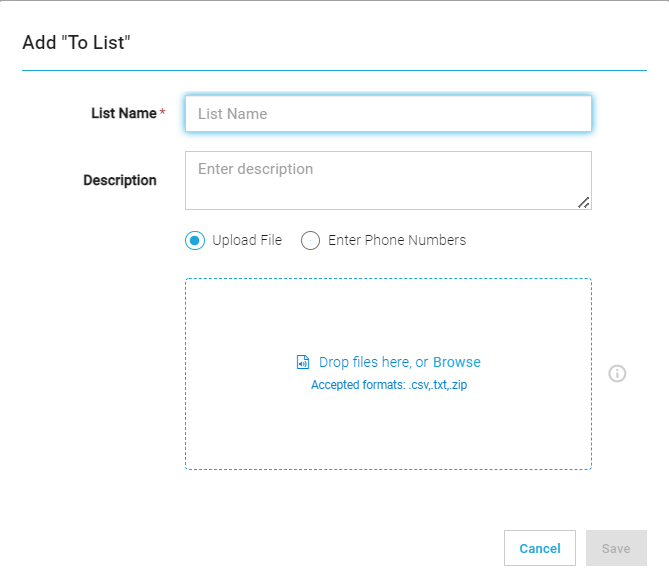 Add "To List"
List Name *
List Name
Description
Enter description
Upload File
Enter Phone Numbers
Drop files here, or Browse
Accepted formats: .csv,.txt,.zip
Cancel
Save